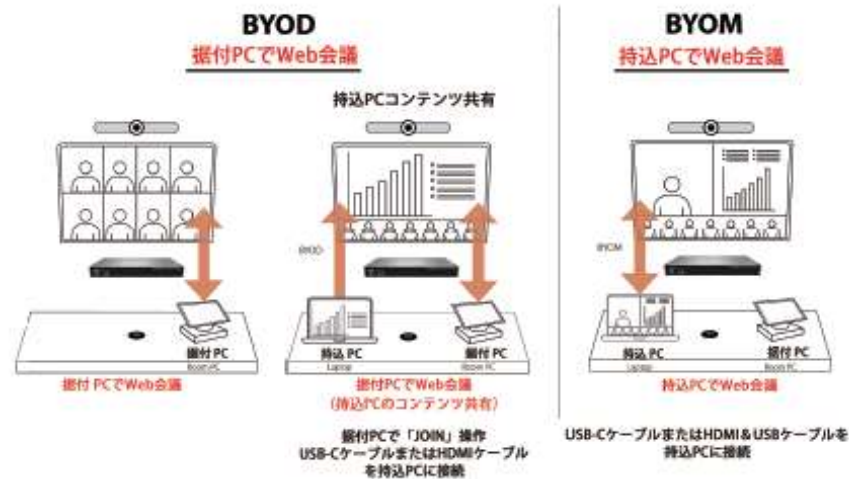 BYOD
据付PCでWeb会議
持込PCコンテンツ共有
BYOD
据付 PC
Room PC
据付 PCでWeb会議
持込 PC
Laptop
据付 PC
Room PC
据付PCでWeb会議
（持込PCのコンテンツ共有）
据付PCで「JOIN」操作
USB-CケーブルまたはHDMIケーブル
を持込PCに接続
BYOM
持込PCでWeb会議
BYOM
持込 PC
Laptop
据付 PC
Room PC
持込PCでWeb会議
USB-CケーブルまたはHDMI＆USBケーブルを
持込PCに接続